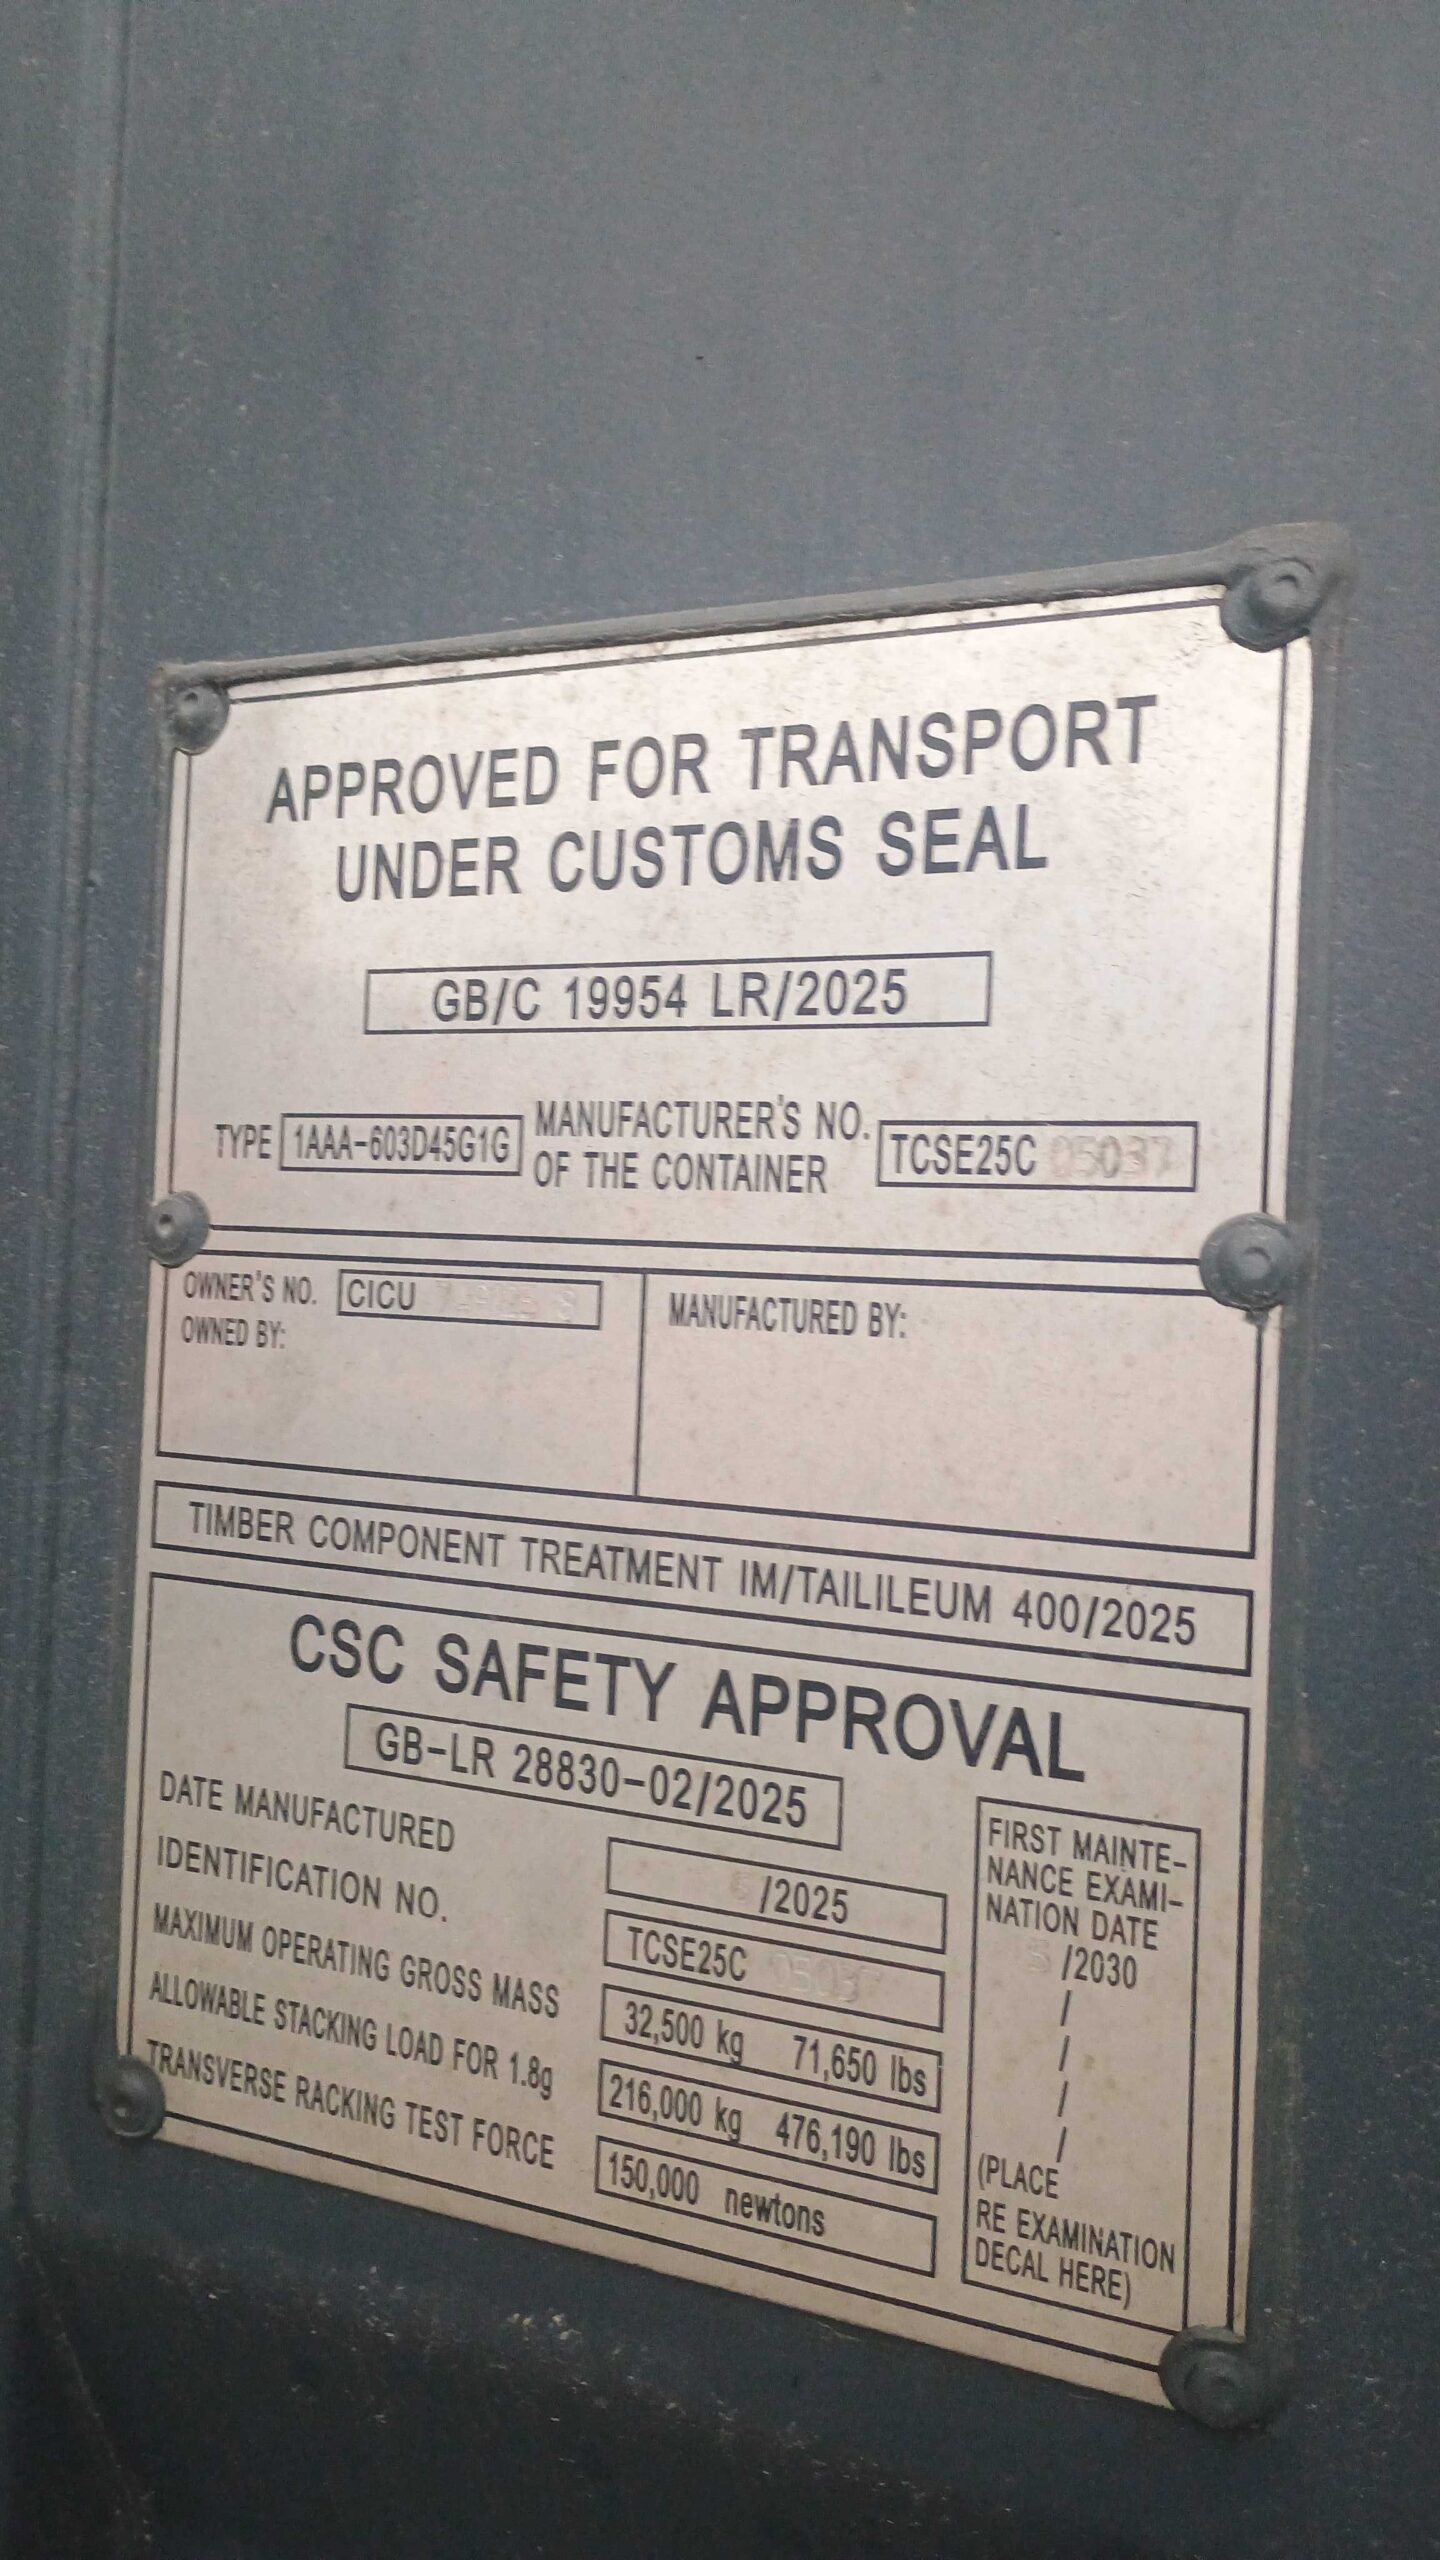 APPROVED FOR TRANSPORT
UNDER CUSTOMS SEAL
GB/C 19954 LR/2025
TYPE 1AAA-603D45G1G MANUFACTURER'S NO. OF THE CONTAINER TCSE25C
OWNER'S NO. CICU
OWNED BY:
MANUFACTURED BY:
TIMBER COMPONENT TREATMENT IM/TAILILEUM 400/2025
CSC SAFETY APPROVAL
GB-LR 28830-02/2025
DATE MANUFACTURED /2025
IDENTIFICATION NO. TCSE25C
MAXIMUM OPERATING GROSS MASS 32,500 kg 71,650 lbs
ALLOWABLE STACKING LOAD FOR 1.8g 216,000 kg 476,190 lbs
TRANSVERSE RACKING TEST FORCE 150,000 newtons
FIRST MAINTE-
NANCE EXAMI-
NATION DATE
/2030
/
/
/
/
(PLACE
RE EXAMINATION
DECAL HERE)